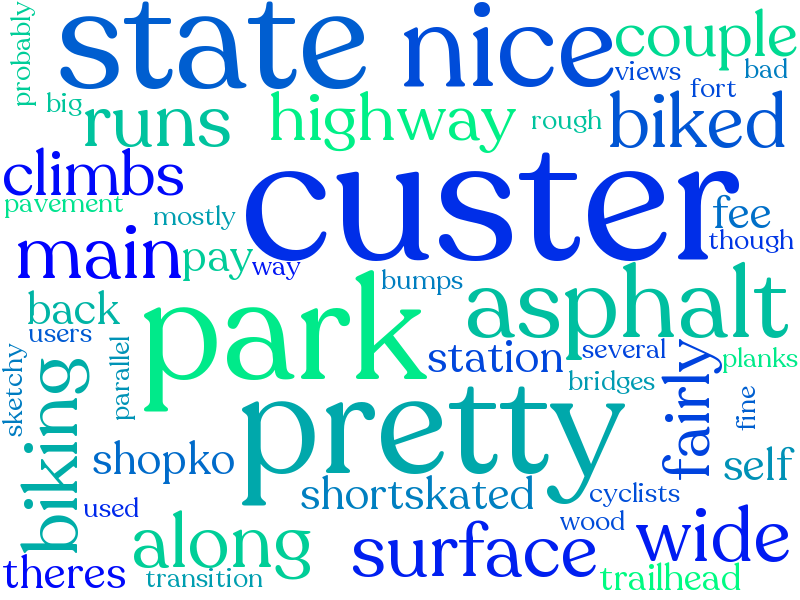 probably
state
nice
couple
views
bad
fort
big
runs
highway
rough
biked
climbs
custer
pavement
mostly
fee
though
main
pay
way
bumps
back
park
asphalt
users
parallel
station
several
planks
sketchy
biking
bridges
fairly
fine
pretty
shopko
self
shortskated
cyclists
used
along
wood
surface
wide
theres
transition
trailhead